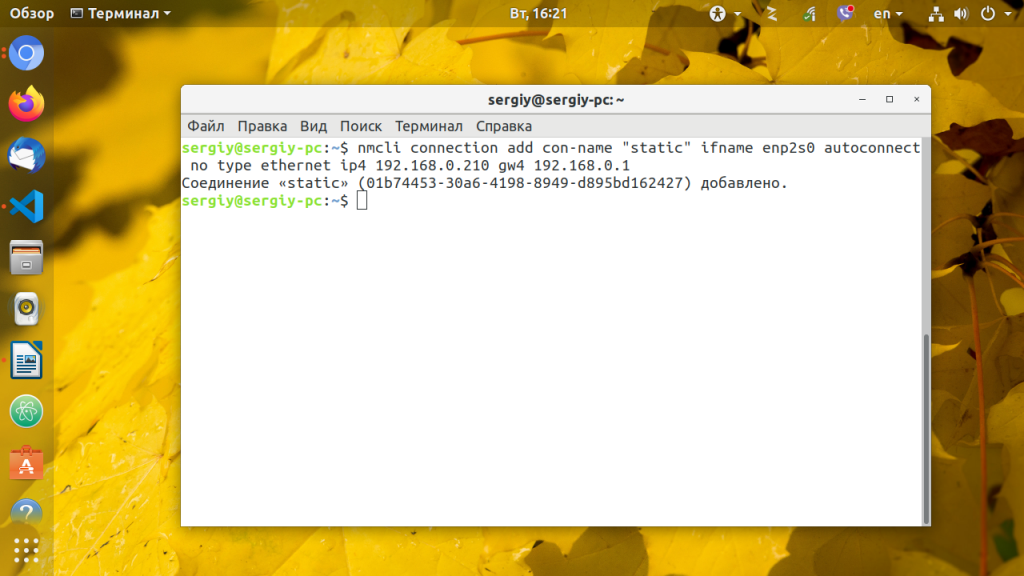 Обзор Терминал Вт, 16:21 en
sergiy@sergiy-pc: ~
Файл Правка Вид Поиск Терминал Справка
sergiy@sergiy-pc:~$ nmcli connection add con-name "static" ifname enp2s0 autoconnect
no type ethernet ip4 192.168.0.210 gw4 192.168.0.1
Соединение «static» (01b74453-30a6-4198-8949-d895bd162427) добавлено.
sergiy@sergiy-pc:~$